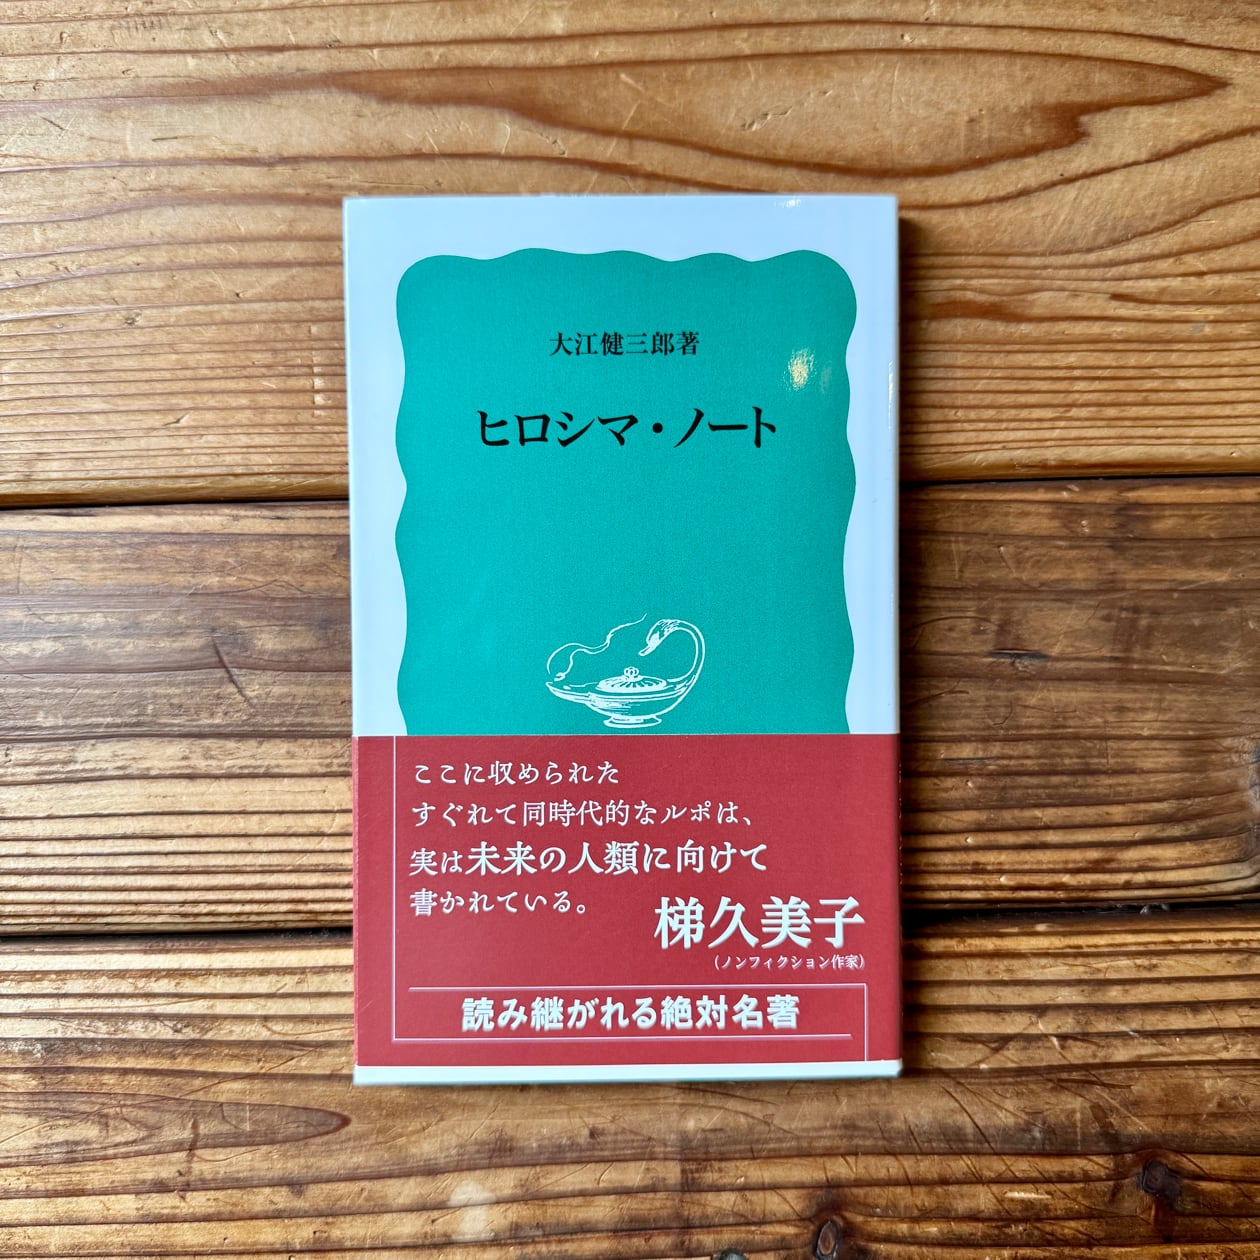 大江健三郎著
ヒロシマ・ノート
ここに収められた
すぐれて同時代的なルポは、
実は未来の人類に向けて
書かれている。
梯久美子
(ノンフィクション作家)
読み継がれる絶対名著